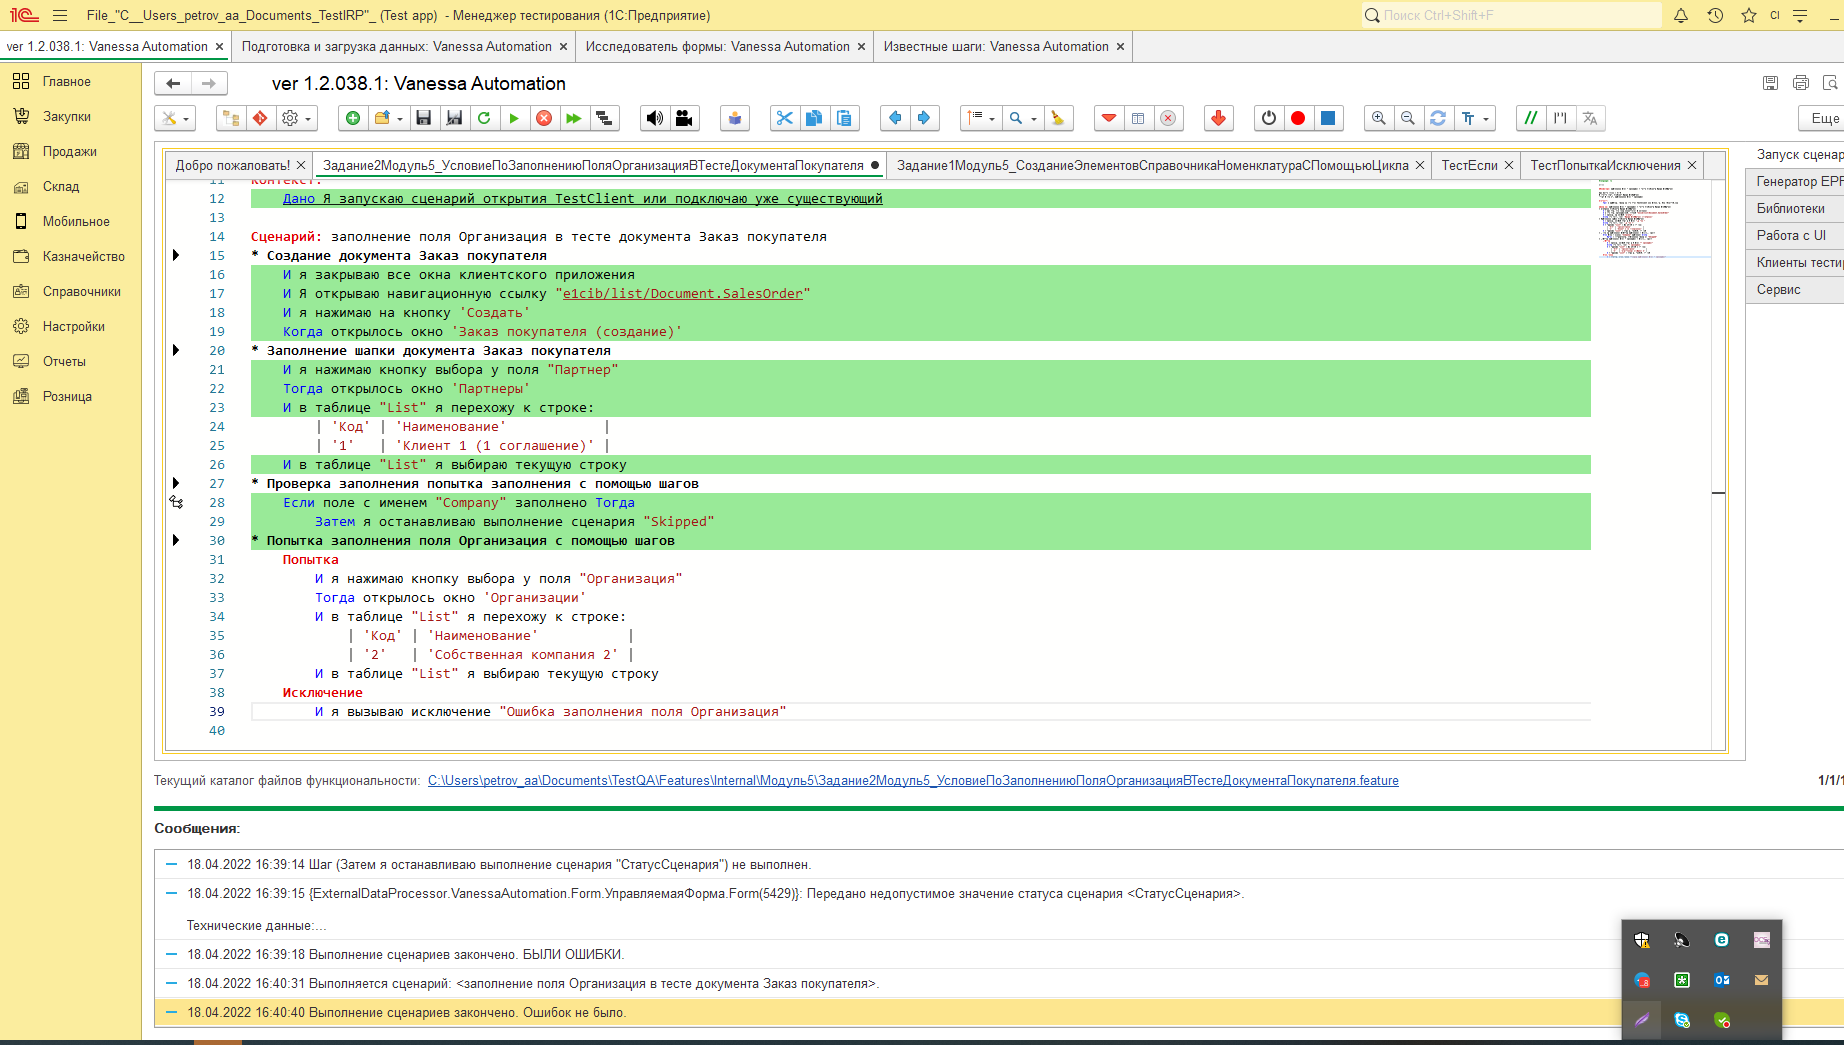 File_"C__Users_petrov_aa_Documents_TestIRP"_ (Test app) - Менеджер тестирования (1С:Предприятие)
Поиск Ctrl+Shift+F
CI
ver 1.2.038.1: Vanessa Automation ×
Подготовка и загрузка данных: Vanessa Automation ×
Исследователь формы: Vanessa Automation ×
Известные шаги: Vanessa Automation ×
Главное
Закупки
Продажи
Склад
Мобильное
Казначейство
Справочники
Настройки
Отчеты
Розница
ver 1.2.038.1: Vanessa Automation
Еще
Добро пожаловать! ×
Задание2Модуль5_УсловиеПоЗаполнениюПоляОрганизацияВТестеДокументаПокупателя ●
Задание1Модуль5_СозданиеЭлементовСправочникаНоменклатураСПомощьюЦикла ×
ТестЕсли ×
ТестПопыткаИсключения ×
11 Контекст:
12 Дано Я запускаю сценарий открытия TestClient или подключаю уже существующий
13
14 Сценарий: заполнение поля Организация в тесте документа Заказ покупателя
15 * Создание документа Заказ покупателя
16 И я закрываю все окна клиентского приложения
17 И Я открываю навигационную ссылку "e1cib/list/Document.SalesOrder"
18 И я нажимаю на кнопку 'Создать'
19 Когда открылось окно 'Заказ покупателя (создание)'
20 * Заполнение шапки документа Заказ покупателя
21 И я нажимаю кнопку выбора у поля "Партнер"
22 Тогда открылось окно 'Партнеры'
23 И в таблице "List" я перехожу к строке:
24 | 'Код' | 'Наименование' |
25 | '1' | 'Клиент 1 (1 соглашение)' |
26 И в таблице "List" я выбираю текущую строку
27 * Проверка заполнения попытка заполнения с помощью шагов
28 Если поле с именем "Company" заполнено Тогда
29 Затем я останавливаю выполнение сценария "Skipped"
30 * Попытка заполнения поля Организация с помощью шагов
31 Попытка
32 И я нажимаю кнопку выбора у поля "Организация"
33 Тогда открылось окно 'Организации'
34 И в таблице "List" я перехожу к строке:
35 | 'Код' | 'Наименование' |
36 | '2' | 'Собственная компания 2' |
37 И в таблице "List" я выбираю текущую строку
38 Исключение
39 И я вызываю исключение "Ошибка заполнения поля Организация"
40
Запуск сценар
Генератор EPF
Библиотеки
Работа с UI
Клиенты тести
Сервис
Текущий каталог файлов функциональности: C:\Users\petrov_aa\Documents\TestQA\Features\Internal\Модуль5\Задание2Модуль5_УсловиеПоЗаполнениюПоляОрганизацияВТестеДокументаПокупателя.feature
1/1/1
Сообщения:
18.04.2022 16:39:14 Шаг (Затем я останавливаю выполнение сценария "СтатусСценария") не выполнен.
18.04.2022 16:39:15 {ExternalDataProcessor.VanessaAutomation.Form.УправляемаяФорма.Form(5429)}: Передано недопустимое значение статуса сценария <СтатусСценария>.
Технические данные:...
18.04.2022 16:39:18 Выполнение сценариев закончено. БЫЛИ ОШИБКИ.
18.04.2022 16:40:31 Выполняется сценарий: <заполнение поля Организация в тесте документа Заказ покупателя>.
18.04.2022 16:40:40 Выполнение сценариев закончено. Ошибок не было.